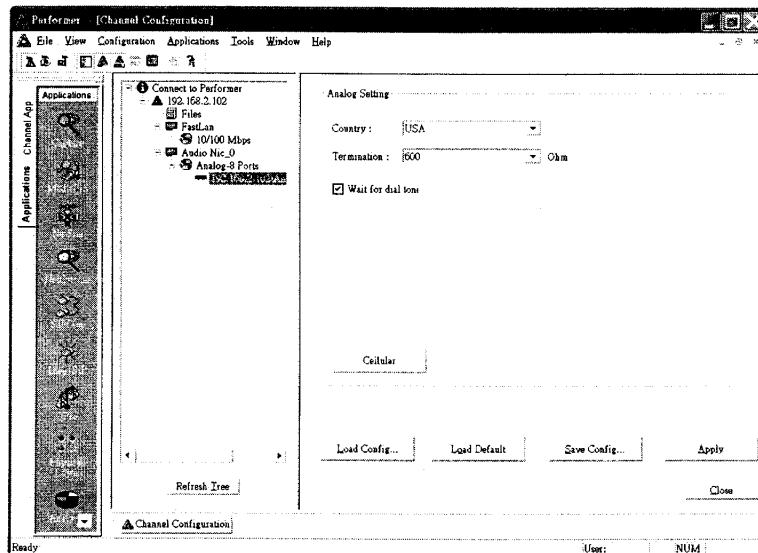 Performer - [Channel Configuration]
File View Configuration Applications Tools Window Help
Applications Channel App
Applications
Connect to Performer
192.168.2.102
Files
FastLan
10/100 Mbps
Audio Nic_0
Analog-8 Ports
Refresh Tree
Analog Setting
Country : USA
Termination : 600 Ohm
Wait for dial tone
Cellular
Load Config... Load Default Save Config... Apply
Close
Channel Configuration
Ready User: NUM